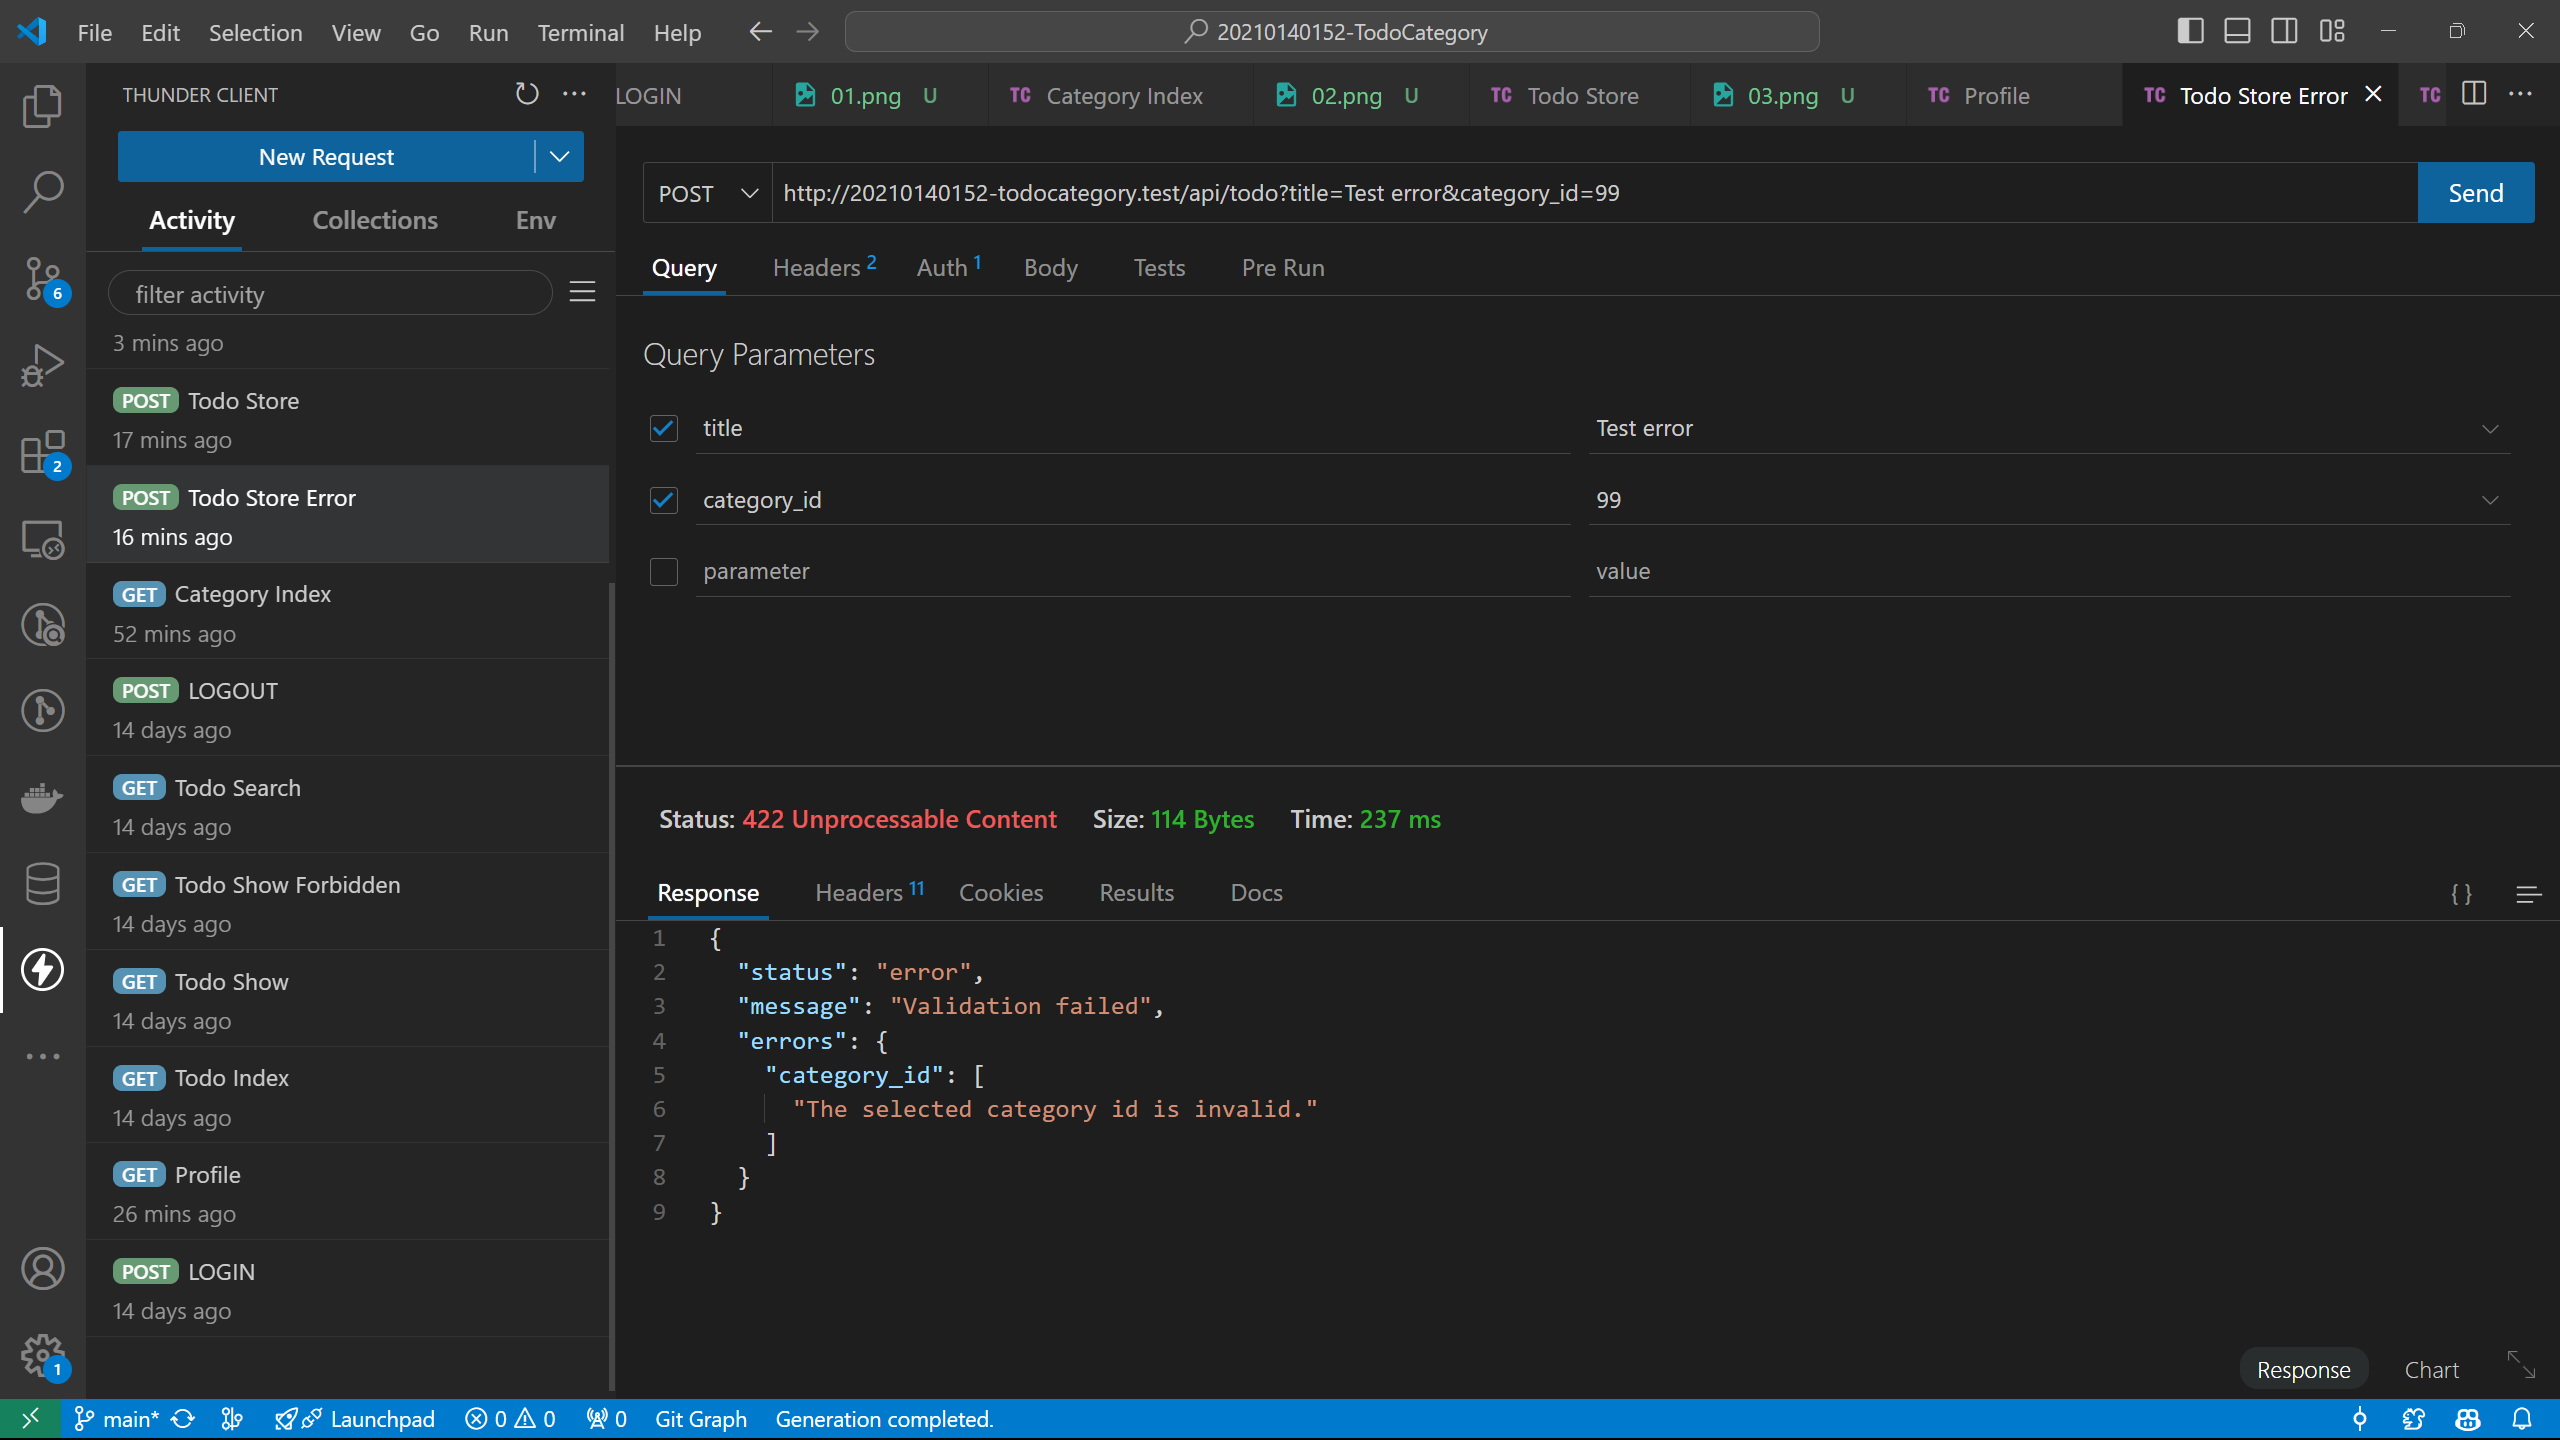 File Edit Selection View Go Run Terminal Help 20210140152-TodoCategory
THUNDER CLIENT
New Request
Activity Collections Env
filter activity
3 mins ago
POST Todo Store
17 mins ago
POST Todo Store Error
16 mins ago
GET Category Index
52 mins ago
POST LOGOUT
14 days ago
GET Todo Search
14 days ago
GET Todo Show Forbidden
14 days ago
GET Todo Show
14 days ago
GET Todo Index
14 days ago
GET Profile
26 mins ago
POST LOGIN
14 days ago
6
2
1
LOGIN 01.png U TC Category Index 02.png U TC Todo Store 03.png U TC Profile TC Todo Store Error TC
POST http://20210140152-todocategory.test/api/todo?title=Test error&category_id=99 Send
Query Headers 2 Auth 1 Body Tests Pre Run
Query Parameters
title Test error
category_id 99
parameter value
Status: 422 Unprocessable Content Size: 114 Bytes Time: 237 ms
Response Headers 11 Cookies Results Docs {}
1 {
2 "status": "error",
3 "message": "Validation failed",
4 "errors": {
5 "category_id": [
6 "The selected category id is invalid."
7 ]
8 }
9 }
Response Chart
main* Launchpad 0 0 0 Git Graph Generation completed.